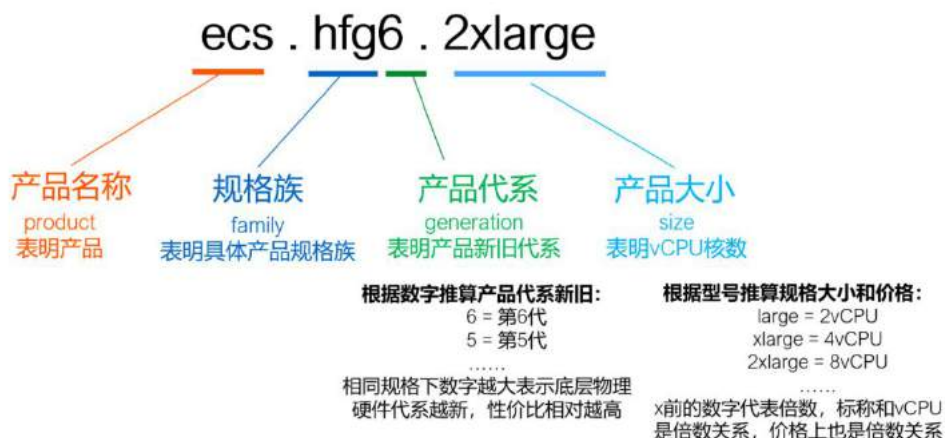 ecs . hfg6 . 2xlarge
产品名称 规格族 产品代系 产品大小
product family generation size
表明产品 表明具体产品规格族 表明产品新旧代系 表明vCPU核数
根据数字推算产品代系新旧：
6 = 第6代
5 = 第5代
……
相同规格下数字越大表示底层物理
硬件代系越新，性价比相对越高
根据型号推算规格大小和价格：
large = 2vCPU
xlarge = 4vCPU
2xlarge = 8vCPU
……
x前的数字代表倍数，标称和vCPU
是倍数关系，价格上也是倍数关系